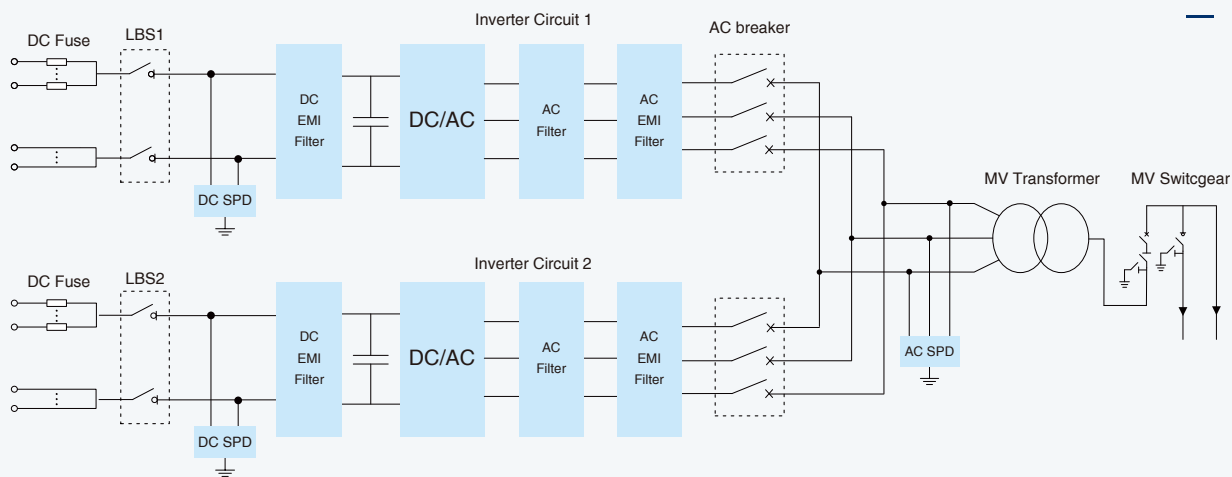 Inverter Circuit 1
DC Fuse
LBS1
AC breaker
DC
EMI
Filter
DC/AC
AC
Filter
AC
EMI
Filter
DC SPD
MV Transformer
MV Switcgear
Inverter Circuit 2
DC Fuse
LBS2
DC
EMI
Filter
DC/AC
AC
Filter
AC
EMI
Filter
AC SPD
DC SPD